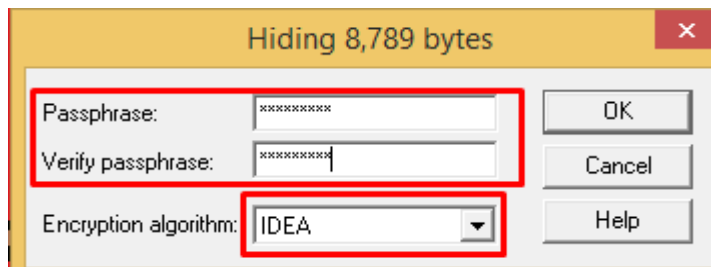 Hiding 8,789 bytes
Passphrase: ********* OK
Verify passphrase: ********* Cancel
Encryption algorithm: IDEA Help